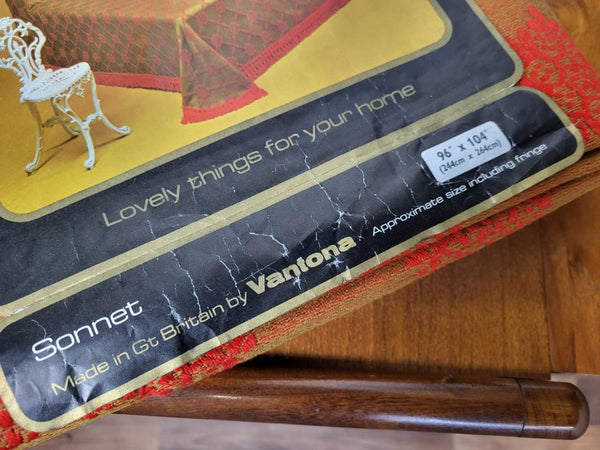 Lovely things for your home
96" x 104"
(244cm x 264cm)
Approximate size including fringe
Sonnet
Made in Gt Britain by Vantona